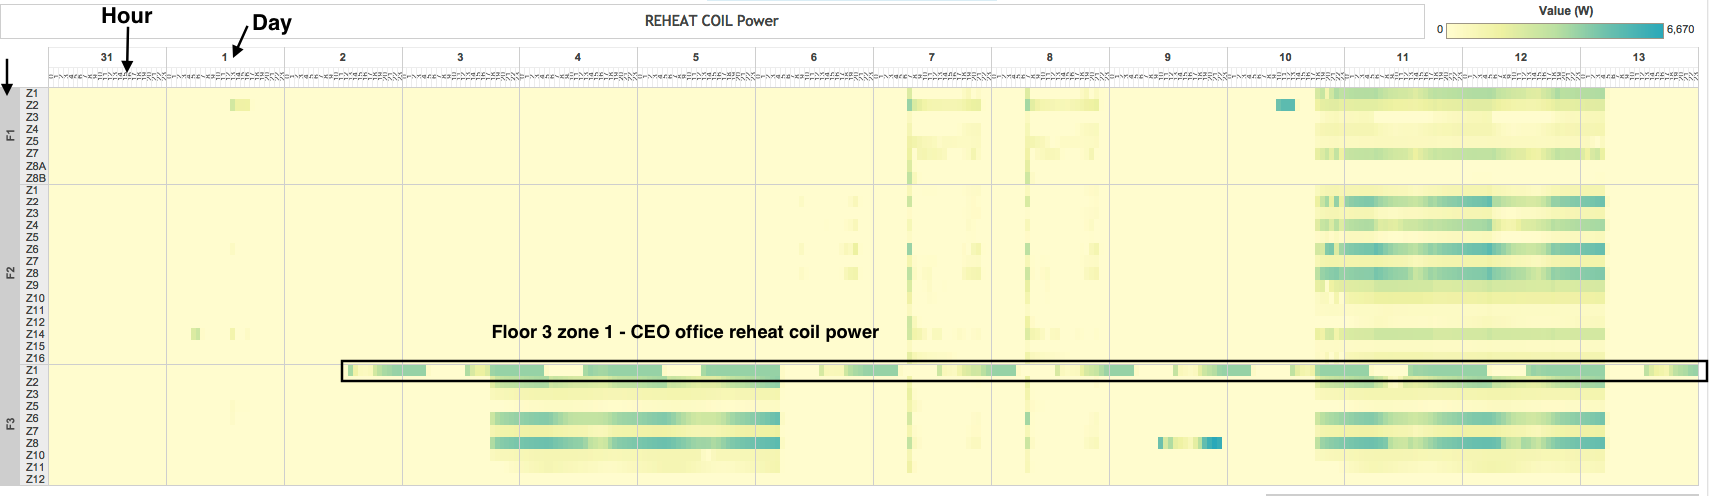 Hour
Day
REHEAT COIL Power
Value (W)
0
6,670
31 1 2 3 4 5 6 7 8 9 10 11 12 13
F1
Z1
Z2
Z3
Z4
Z5
Z7
Z8A
Z8B
F2
Z1
Z2
Z3
Z4
Z5
Z6
Z7
Z8
Z9
Z10
Z11
Z12
Z14
Z15
Z16
Floor 3 zone 1 - CEO office reheat coil power
F3
Z1
Z2
Z3
Z5
Z6
Z7
Z8
Z10
Z11
Z12